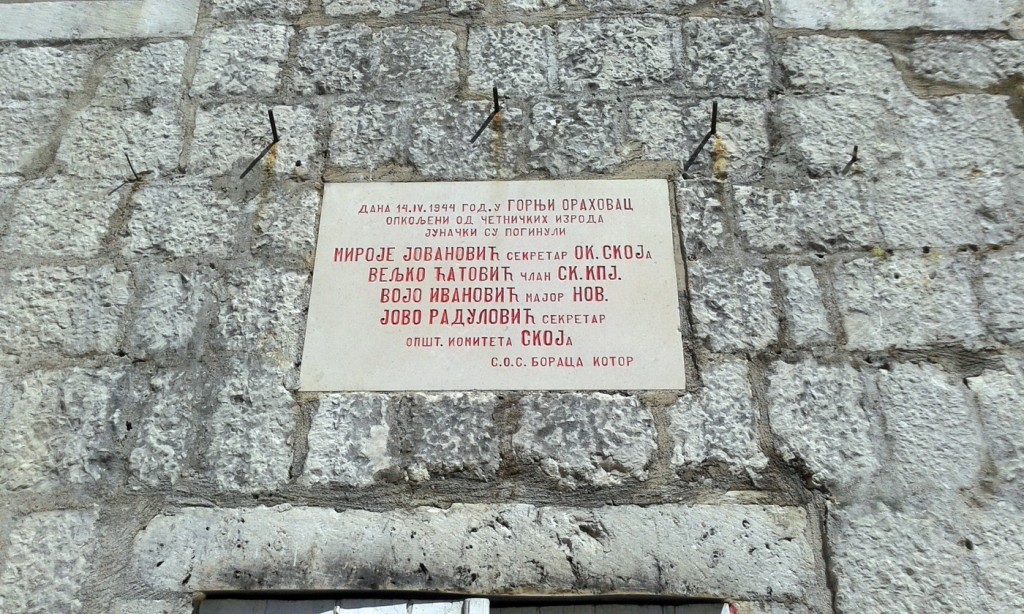 ДАНА 14.IV. 1944 ГОД. У ГОРЊИ ОРАХОВАЦ
ОПКОЉЕНИ ОД ЧЕТНИЧКИХ ИЗРОДА
ЈУНАЧКИ СУ ПОГИНУЛИ
МИРОЈЕ ЈОВАНОВИЋ СЕКРЕТАР ОК. СКОЈа
ВЕЉКО ЋАТОВИЋ ЧЛАН СК. КПЈ.
ВОЈО ИВАНОВИЋ МАЈОР НОВ.
ЈОВО РАДУЛОВИЋ СЕКРЕТАР
ОПШТ. КОМИТЕТА СКОЈа
С.О.С. БОРАЦА КОТОР